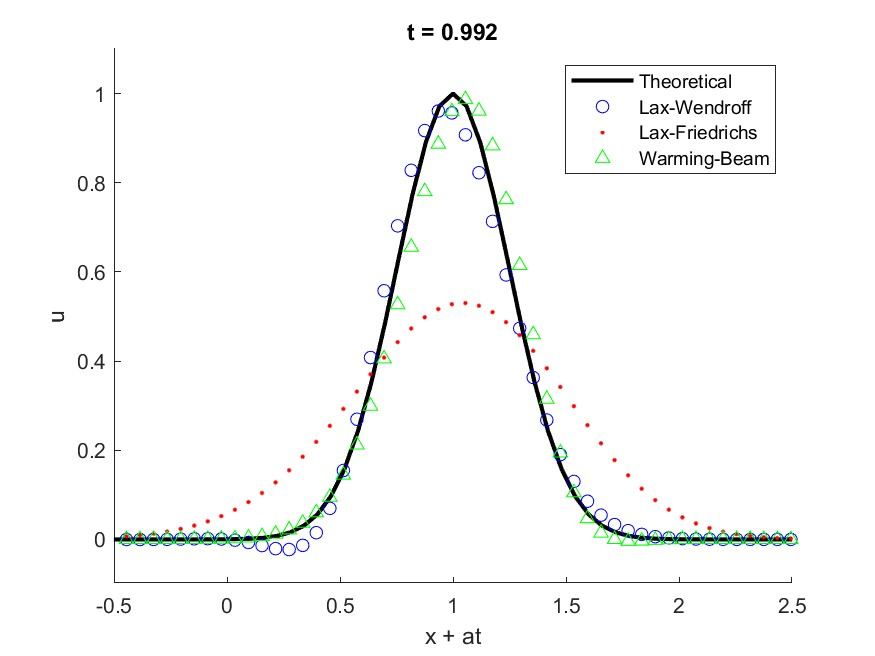 t = 0.992
Theoretical
Lax-Wendroff
Lax-Friedrichs
Warming-Beam
1
0.8
0.6
0.4
0.2
0
u
-0.5 0 0.5 1 1.5 2 2.5
x + at